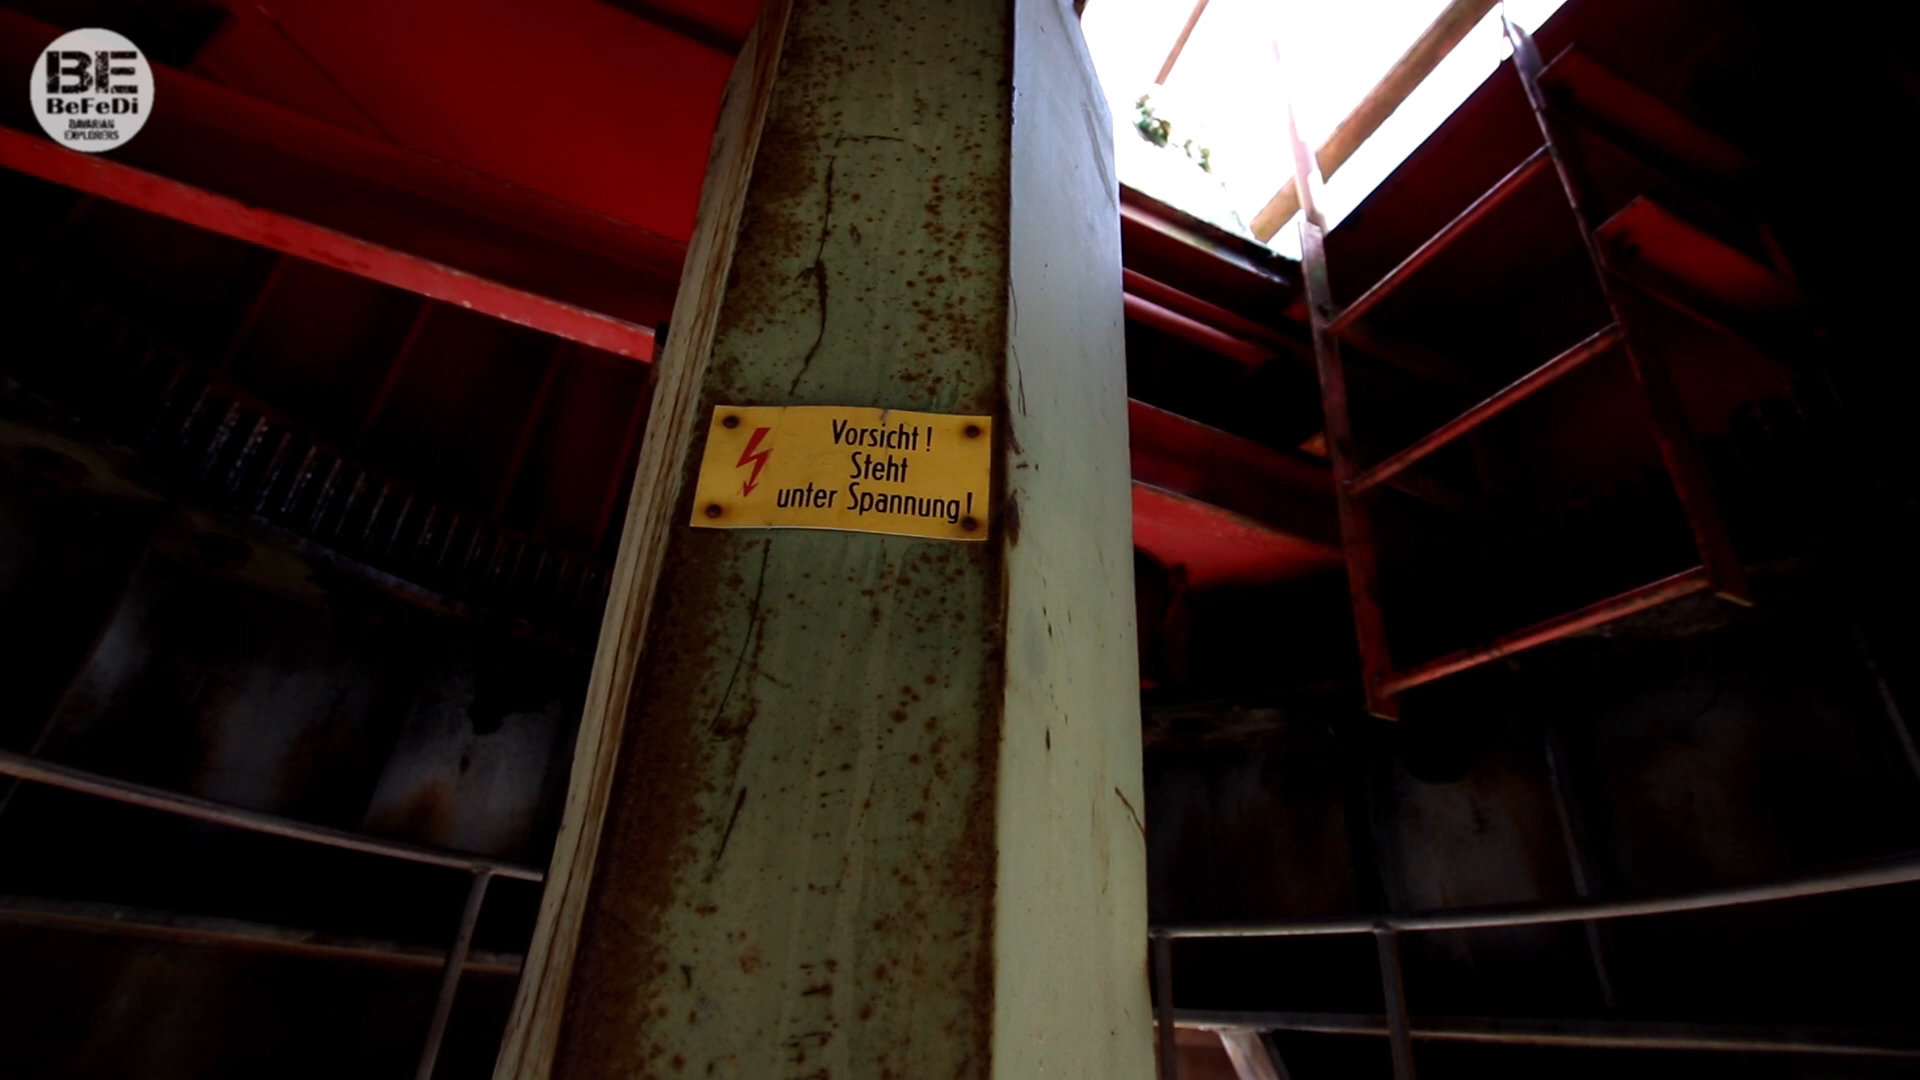 BE
BeFeDi
BAVARIAN
EXPLORERS
Vorsicht !
Steht
unter Spannung !